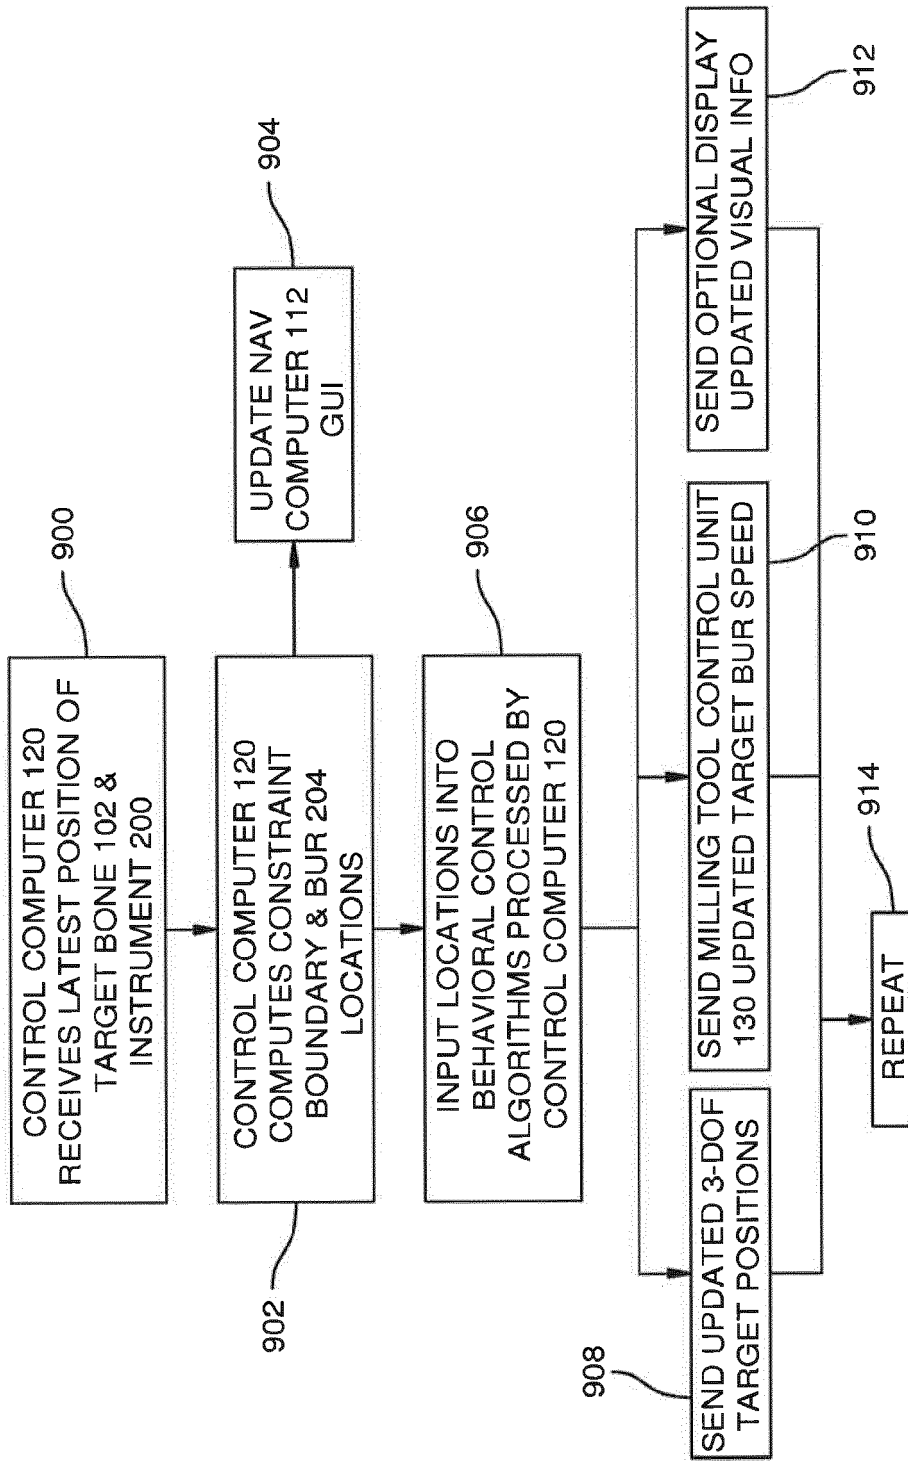 900
CONTROL COMPUTER 120
RECEIVES LATEST POSITION OF
TARGET BONE 102 &
INSTRUMENT 200
902
CONTROL COMPUTER 120
COMPUTES CONSTRAINT
BOUNDARY & BUR 204
LOCATIONS
904
UPDATE NAV
COMPUTER 112
GUI
906
INPUT LOCATIONS INTO
BEHAVIORAL CONTROL
ALGORITHMS PROCESSED BY
CONTROL COMPUTER 120
908
SEND UPDATED 3-DOF
TARGET POSITIONS
SEND MILLING TOOL CONTROL UNIT
130 UPDATED TARGET BUR SPEED
910
SEND OPTIONAL DISPLAY
UPDATED VISUAL INFO
912
914
REPEAT